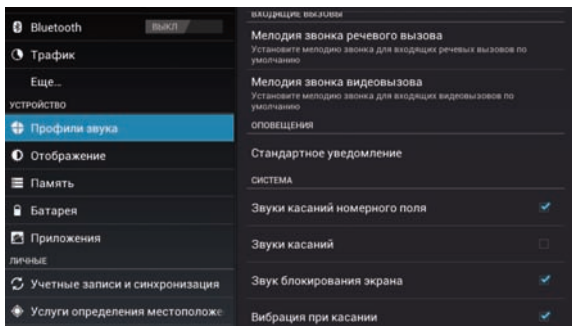 Bluetooth
ВЫКЛ
Трафик
Еще...
УСТРОЙСТВО
Профили звука
Отображение
Память
Батарея
Приложения
ЛИЧНЫЕ
Учетные записи и синхронизация
Услуги определения местоположе
ВХОДЯЩИЕ ВЫЗОВЫ
Мелодия звонка речевого вызова
Установите мелодию звонка для входящих речевых вызовов по
умолчанию
Мелодия звонка видеовызова
Установите мелодию звонка для входящих видеовызовов по
умолчанию
ОПОВЕЩЕНИЯ
Стандартное уведомление
СИСТЕМА
Звуки касаний номерного поля
Звуки касаний
Звук блокирования экрана
Вибрация при касании